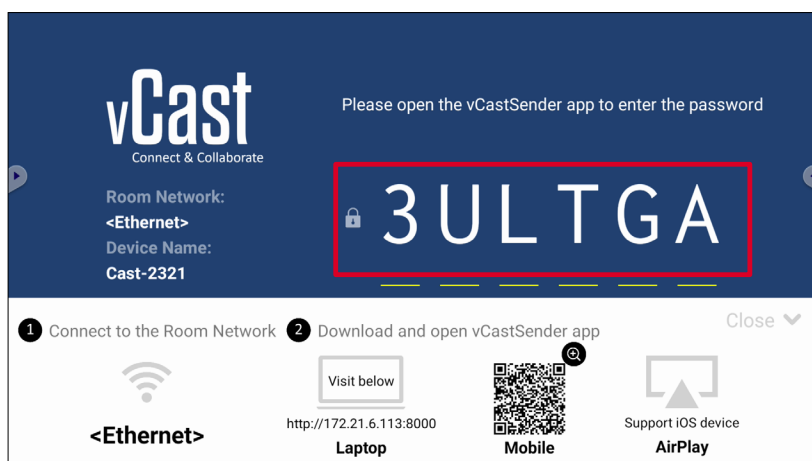 vCast
Connect & Collaborate
Please open the vCastSender app to enter the password
Room Network:
<Ethernet>
Device Name:
Cast-2321
3ULTGA
1 Connect to the Room Network
2 Download and open vCastSender app
Close
Visit below
http://172.21.6.113:8000
Laptop
Mobile
Support iOS device
AirPlay
<Ethernet>